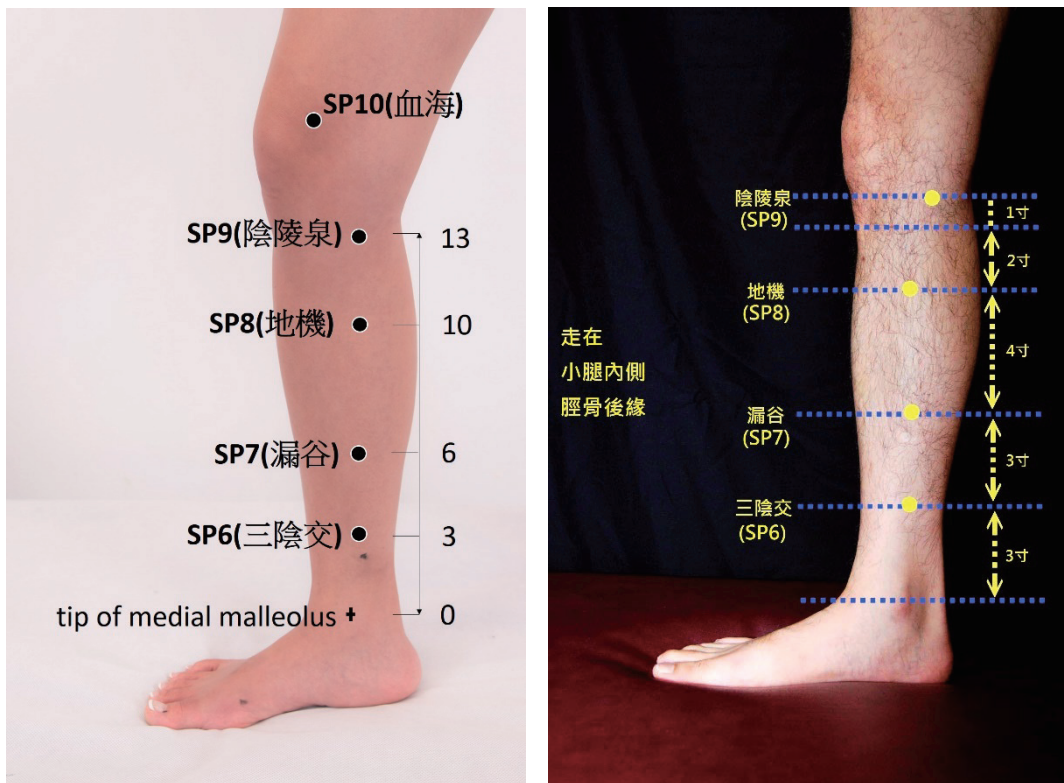 SP10(血海)
SP9(陰陵泉)
13
SP8(地機)
10
SP7(漏谷)
6
SP6(三陰交)
3
tip of medial malleolus
0
陰陵泉
(SP9)
1寸
2寸
地機
(SP8)
走在
小腿內側
脛骨後緣
4寸
漏谷
(SP7)
3寸
三陰交
(SP6)
3寸